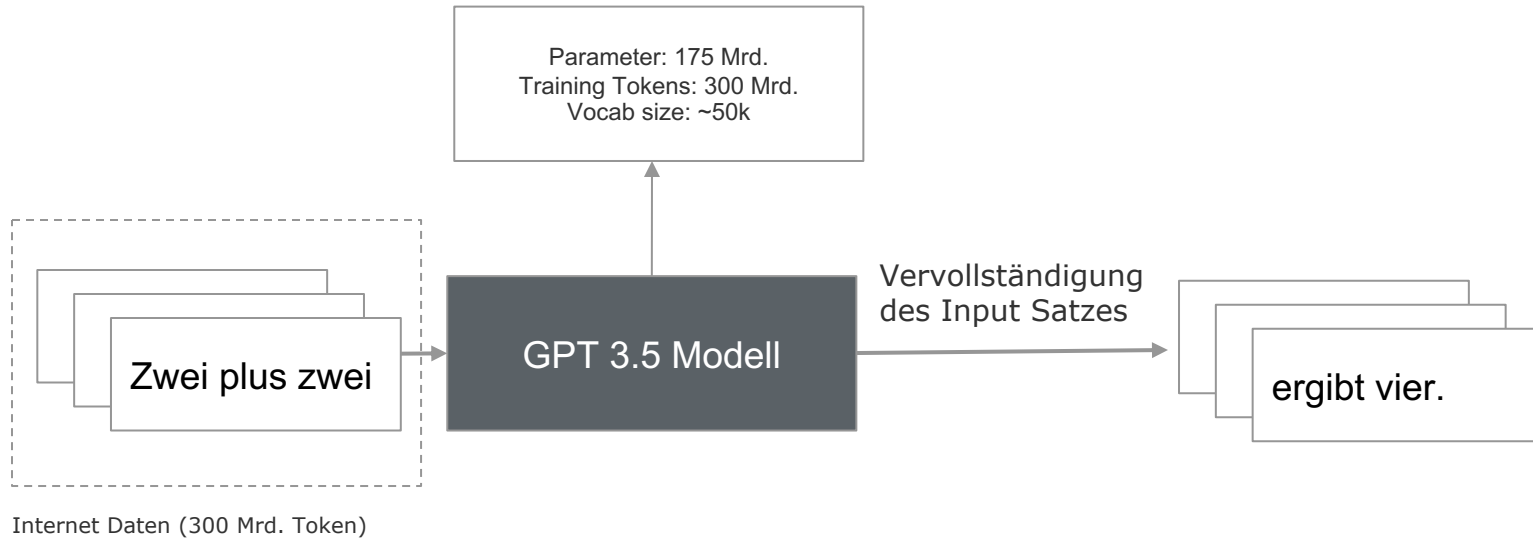 Parameter: 175 Mrd.
Training Tokens: 300 Mrd.
Vocab size: ~50k
Zwei plus zwei
GPT 3.5 Modell
Vervollständigung
des Input Satzes
ergibt vier.
Internet Daten (300 Mrd. Token)